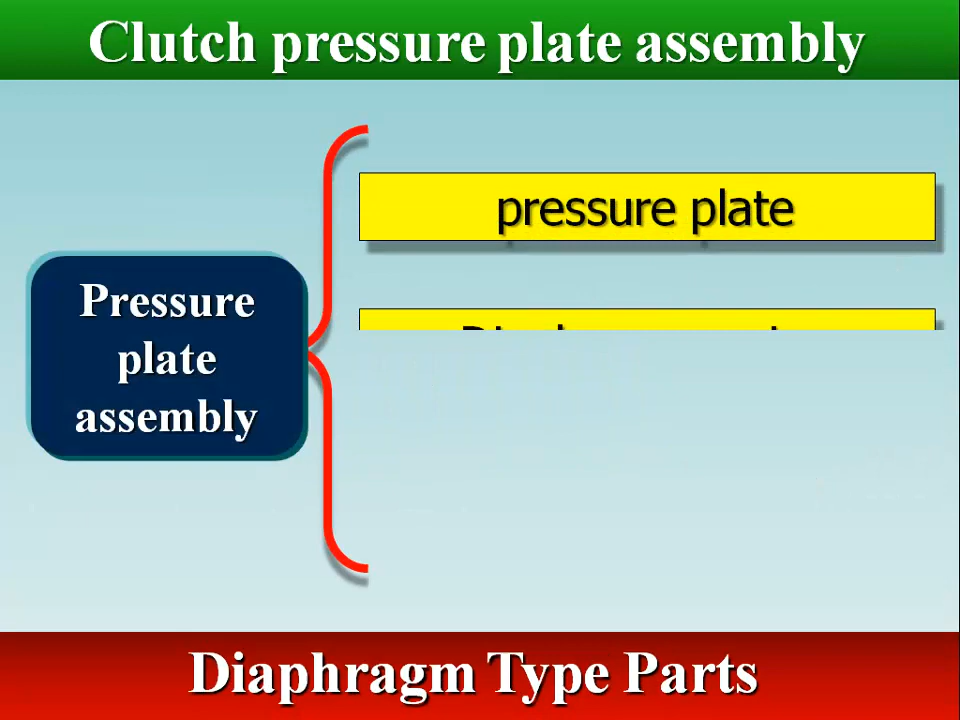 Clutch pressure plate assembly
pressure plate
Pressure
plate
assembly
Diaphragm Type Parts